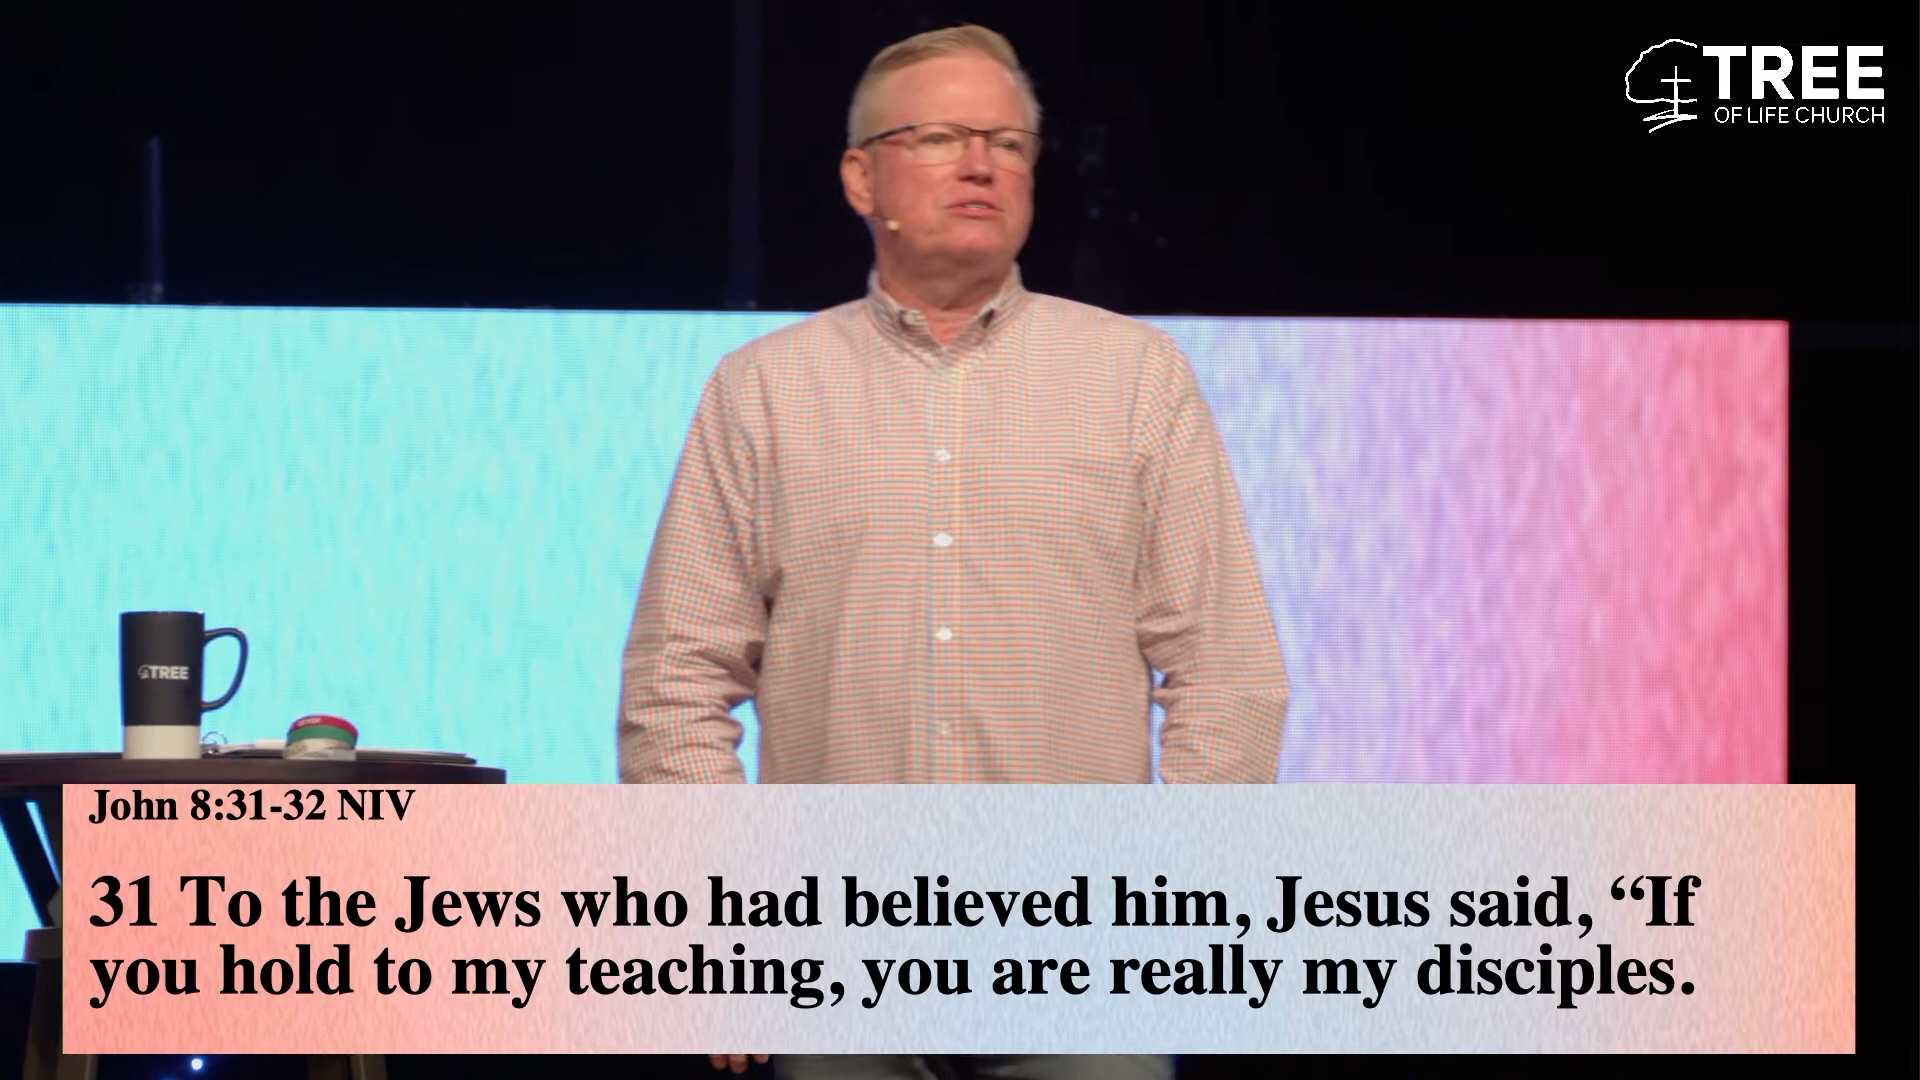 TREE
OF LIFE CHURCH
TREE
John 8:31-32 NIV
31 To the Jews who had believed him, Jesus said, “If
you hold to my teaching, you are really my disciples.